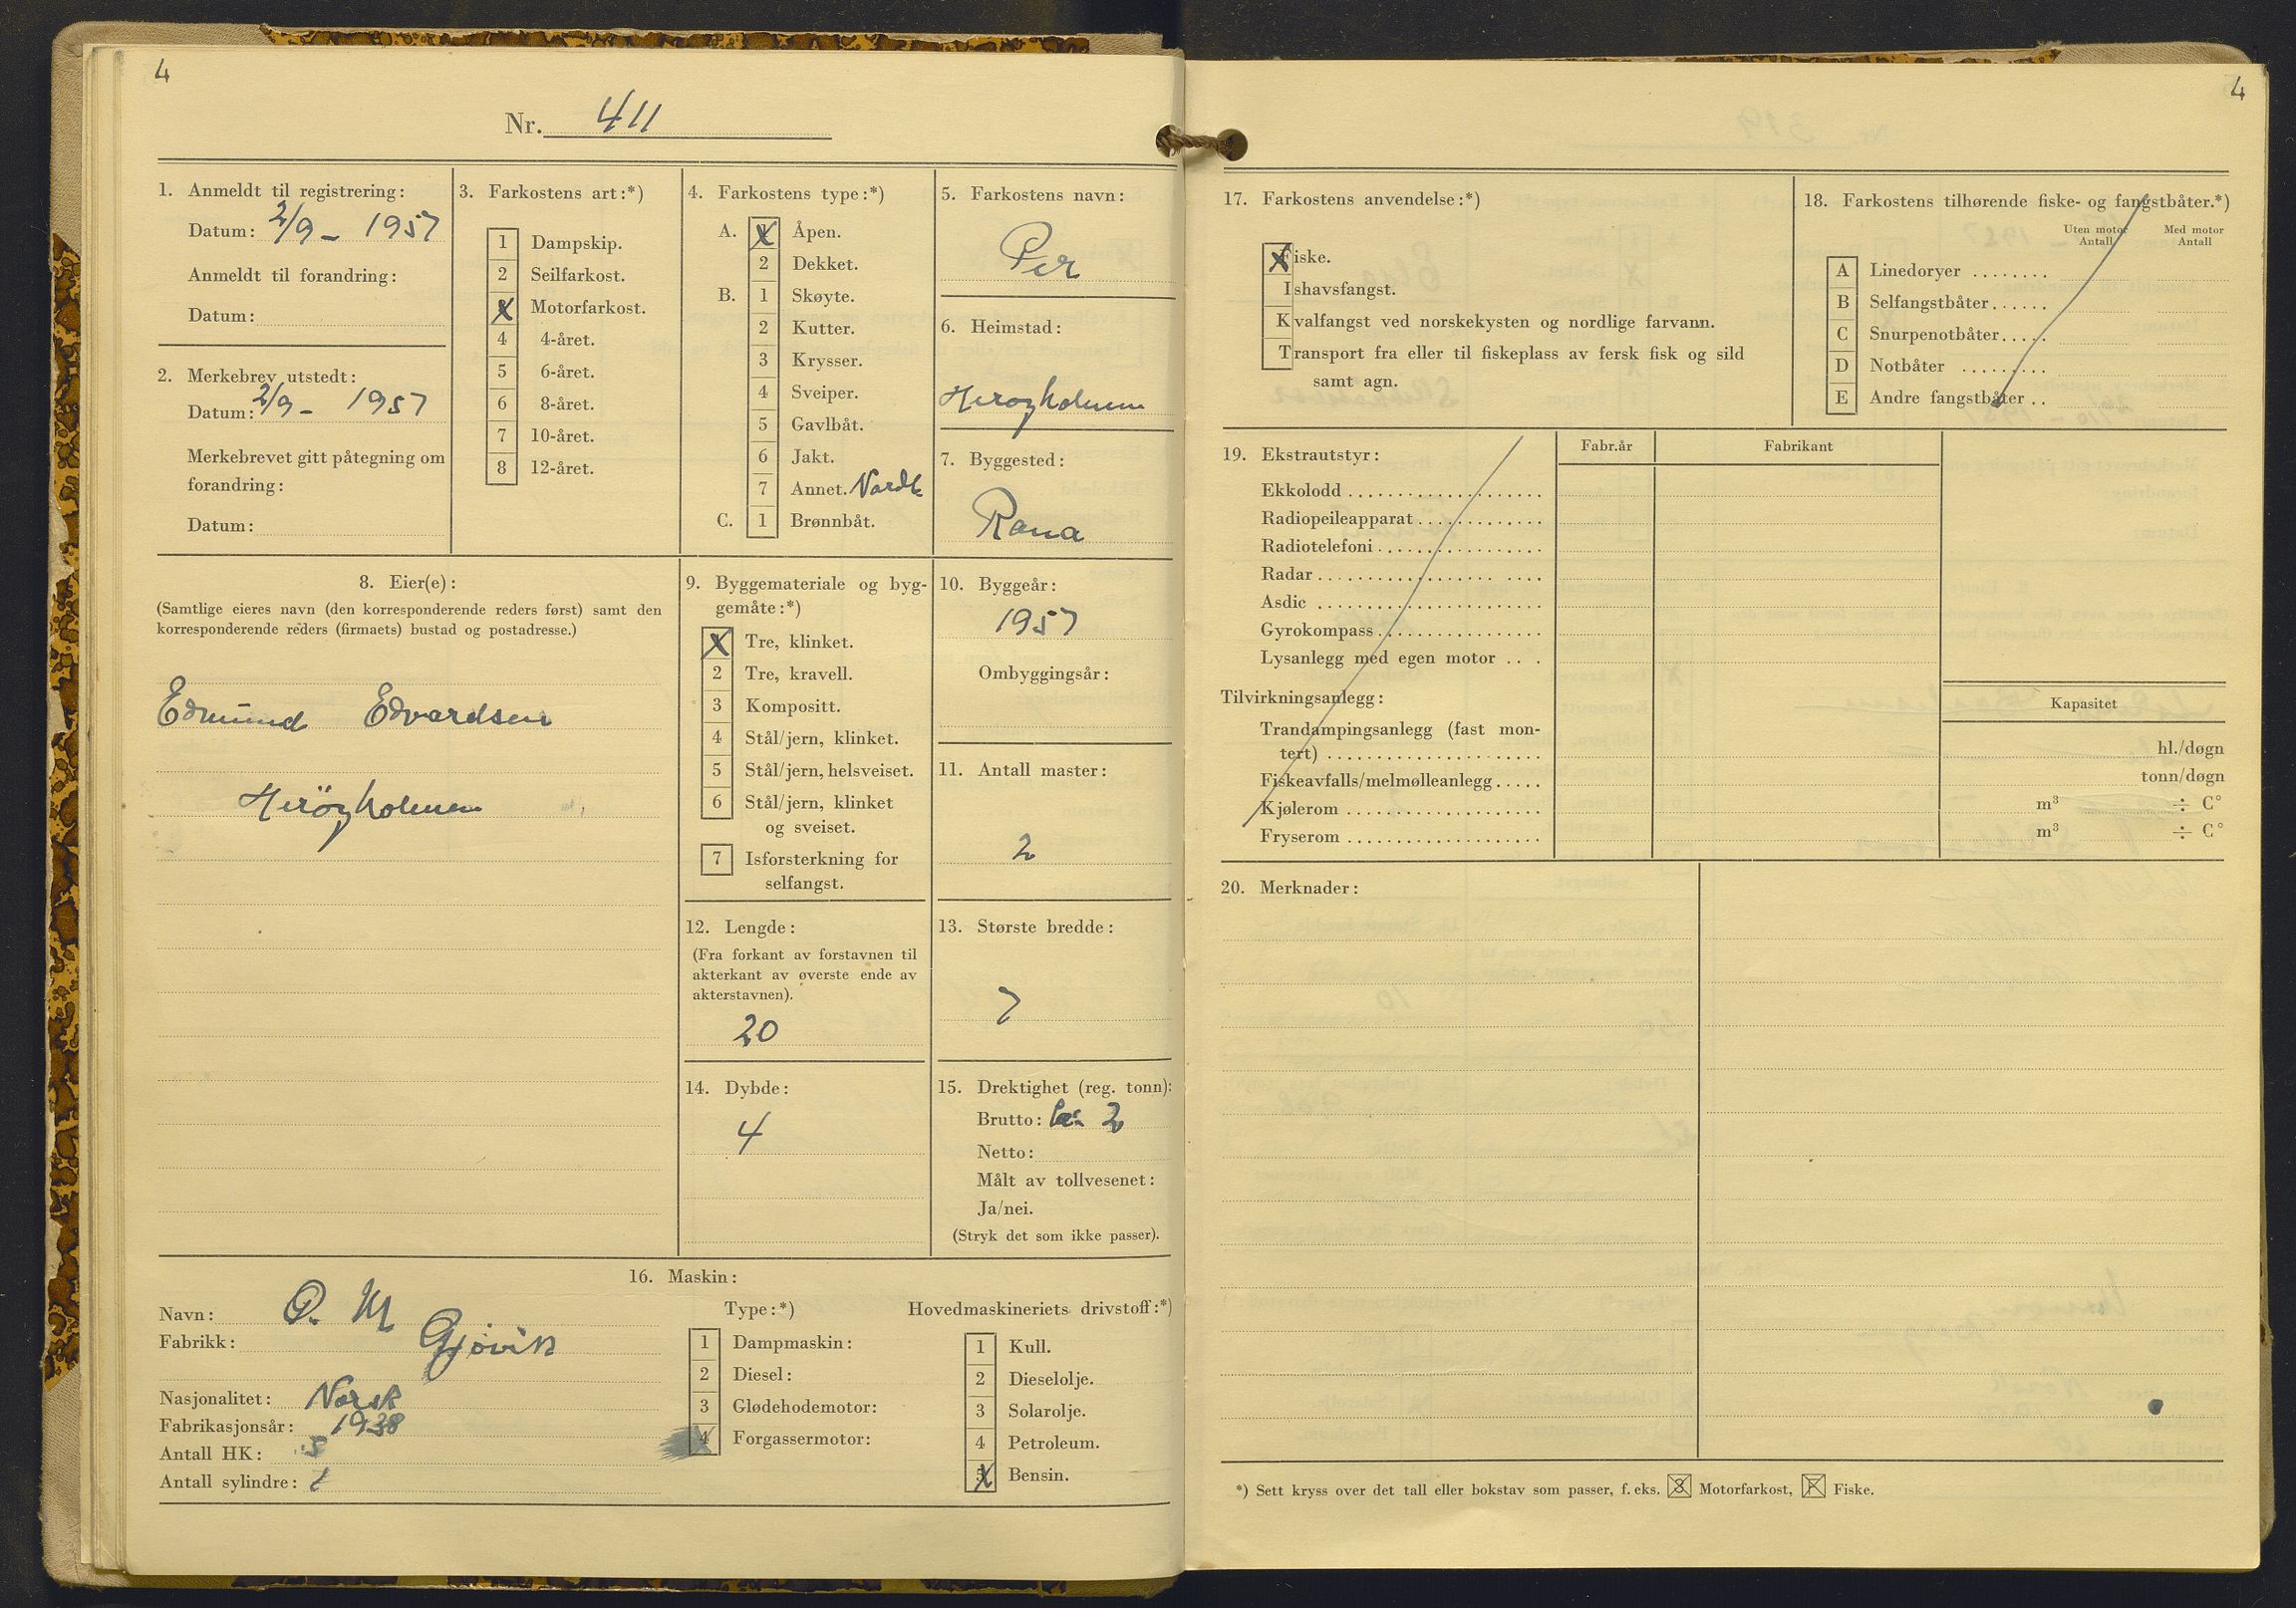 4
Nr. 411
1. Anmeldt til registrering:
Datum: 2/9 - 1957
Anmeldt til forandring:
Datum:
2. Merkebrev utstedt:
Datum: 2/9 - 1957
Merkebrevet gitt påtegning om
forandring:
Datum:
3. Farkostens art:*)
1 Dampskip.
2 Seilfarkost.
X Motorfarkost.
4 4-året.
5 6-året.
6 8-året.
7 10-året.
8 12-året.
4. Farkostens type:*)
A. X Åpen.
2 Dekket.
B. 1 Skøyte.
2 Kutter.
3 Krysser.
4 Sveiper.
5 Gavlbåt.
6 Jakt.
7 Annet. Nordl
C. 1 Brønnbåt.
5. Farkostens navn:
Per
6. Heimstad:
Herøyholmen
7. Byggested:
Rana
8. Eier(e):
(Samtlige eieres navn (den korresponderende reders først) samt den
korresponderende reders (firmaets) bustad og postadresse.)
Edmund Edvardsen
Herøyholmen
9. Byggemateriale og byg-
gemåte:*)
X Tre, klinket.
2 Tre, kravell.
3 Kompositt.
4 Stål/jern, klinket.
5 Stål/jern, helsveiset.
6 Stål/jern, klinket
og sveiset.
7 Isforsterkning for
selfangst.
10. Byggeår:
1957
Ombyggingsår:
11. Antall master:
2
12. Lengde:
(Fra forkant av forstavnen til
akterkant av øverste ende av
akterstavnen).
20
13. Største bredde:
7
14. Dybde:
4
15. Drektighet (reg. tonn):
Brutto: 2
Netto:
Målt av tollvesenet:
Ja/nei.
(Stryk det som ikke passer).
16. Maskin:
Navn: O. M
Fabrikk: Gjøvik
Nasjonalitet: Norsk
Fabrikasjonsår: 1938
Antall HK: 5
Antall sylindre:
Type:*)
1 Dampmaskin:
2 Diesel:
3 Glødehodemotor:
4 Forgassermotor:
Hovedmaskineriets drivstoff:*)
1 Kull.
2 Dieselolje.
3 Solarolje.
4 Petroleum.
X Bensin.
4
17. Farkostens anvendelse:*)
Fiske.
Ishavsfangst.
Kvalfangst ved norskekysten og nordlige farvann.
Transport fra eller til fiskeplass av fersk fisk og sild
samt agn.
18. Farkostens tilhørende fiske- og fangstbåter.*)
Uten motor Antall Med motor Antall
A Linedoryer
B Selfangstbåter
C Snurpenotbåter
D Notbåter
E Andre fangstbåter
19. Ekstrautstyr: Fabr.år Fabrikant
Ekkolodd
Radiopeileapparat
Radiotelefoni
Radar
Asdic
Gyrokompass
Lysanlegg med egen motor
Tilvirkningsanlegg: Kapasitet
Trandampingsanlegg (fast mon-
tert) hl./døgn
Fiskeavfalls/melmølleanlegg tonn/døgn
Kjølerom m³ ÷ C°
Fryserom m³ ÷ C°
20. Merknader:
*) Sett kryss over det tall eller bokstav som passer, f. eks. 3 Motorfarkost, F Fiske.